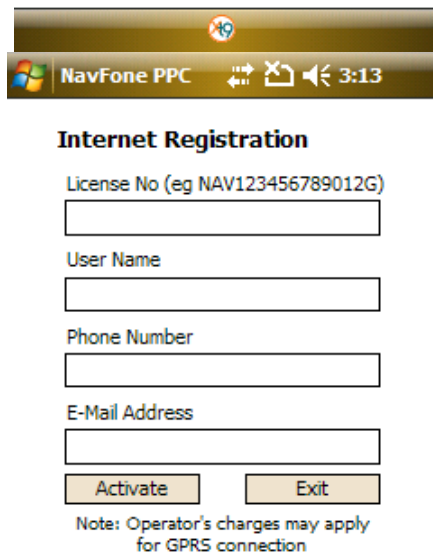 NavFone PPC 3:13
Internet Registration
License No (eg NAV123456789012G)
User Name
Phone Number
E-Mail Address
Activate Exit
Note: Operator's charges may apply
for GPRS connection